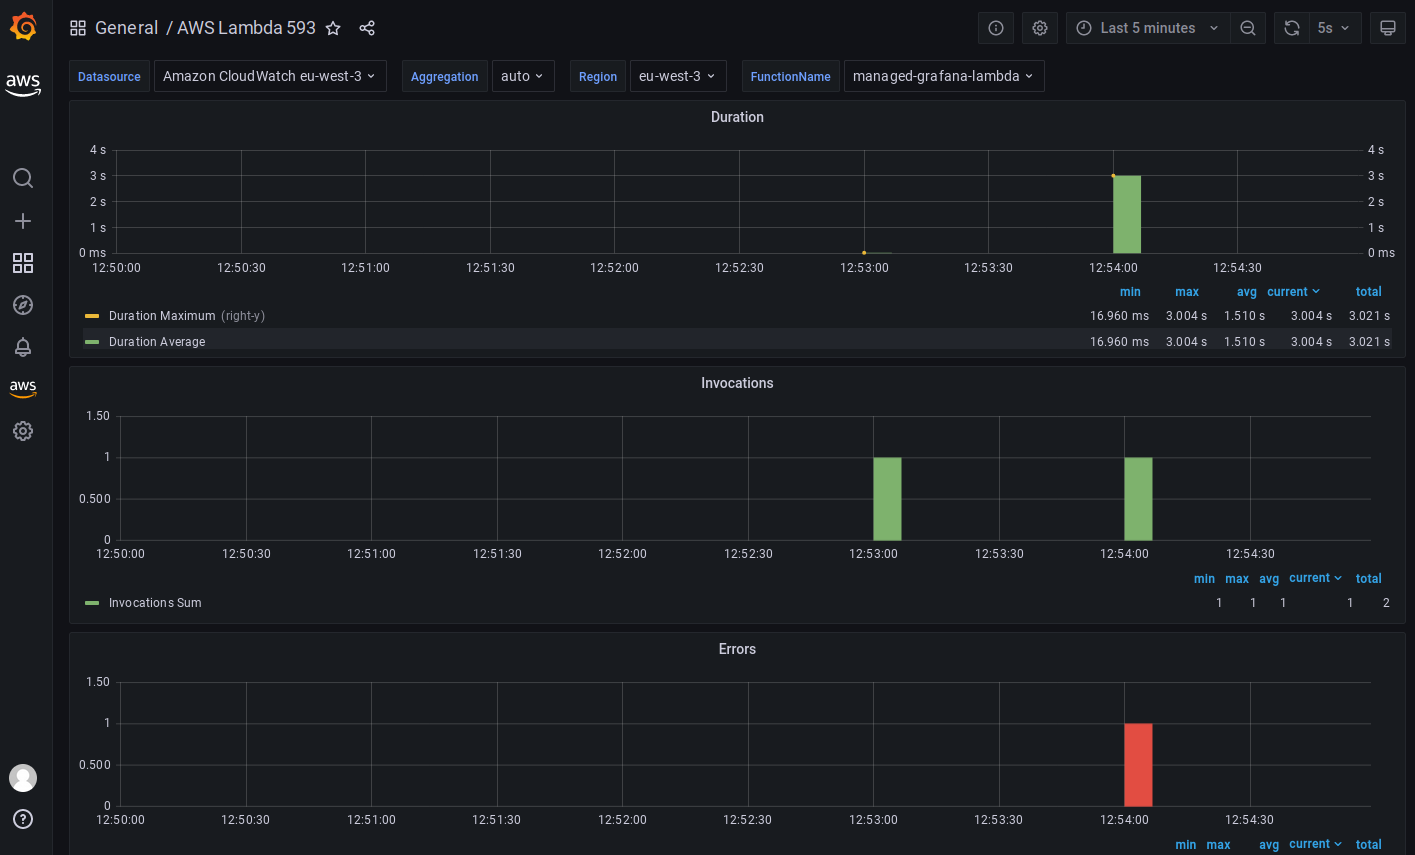 General / AWS Lambda 593
Last 5 minutes
5s
aws
Datasource Amazon CloudWatch eu-west-3 Aggregation auto Region eu-west-3 FunctionName managed-grafana-lambda
Duration
4 s 4 s
3 s 3 s
2 s 2 s
1 s 1 s
0 ms 0 ms
12:50:00 12:50:30 12:51:00 12:51:30 12:52:00 12:52:30 12:53:00 12:53:30 12:54:00 12:54:30
min max avg current total
Duration Maximum (right-y) 16.960 ms 3.004 s 1.510 s 3.004 s 3.021 s
Duration Average 16.960 ms 3.004 s 1.510 s 3.004 s 3.021 s
aws
Invocations
1.50
1
0.500
0
12:50:00 12:50:30 12:51:00 12:51:30 12:52:00 12:52:30 12:53:00 12:53:30 12:54:00 12:54:30
min max avg current total
Invocations Sum 1 1 1 1 2
Errors
1.50
1
0.500
0
12:50:00 12:50:30 12:51:00 12:51:30 12:52:00 12:52:30 12:53:00 12:53:30 12:54:00 12:54:30
min max avg current total